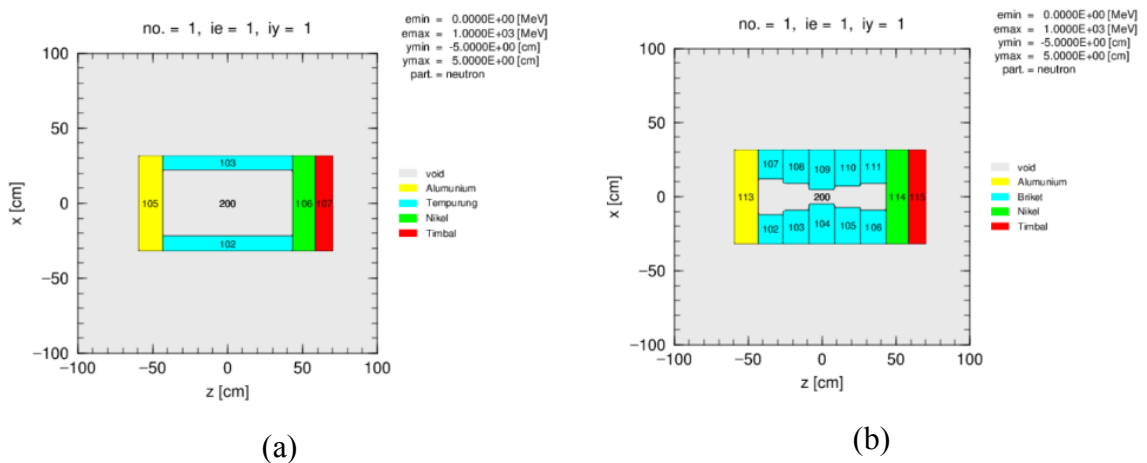 no. = 1, ie = 1, iy = 1
emin = 0.0000E+00 [MeV]
emax = 1.0000E+03 [MeV]
ymin = -5.0000E+00 [cm]
ymax = 5.0000E+00 [cm]
part. = neutron
100
50
0
−50
−100
x [cm]
103
105
200
106
107
102
void
Alumunium
Tempurung
Nikel
Timbal
−100
−50
0
50
100
z [cm]
(a)
no. = 1, ie = 1, iy = 1
emin = 0.0000E+00 [MeV]
emax = 1.0000E+03 [MeV]
ymin = -5.0000E+00 [cm]
ymax = 5.0000E+00 [cm]
part. = neutron
100
50
0
−50
−100
x [cm]
107
108
109
110
111
113
200
114
115
102
103
104
105
106
void
Alumunium
Briket
Nikel
Timbal
−100
−50
0
50
100
z [cm]
(b)